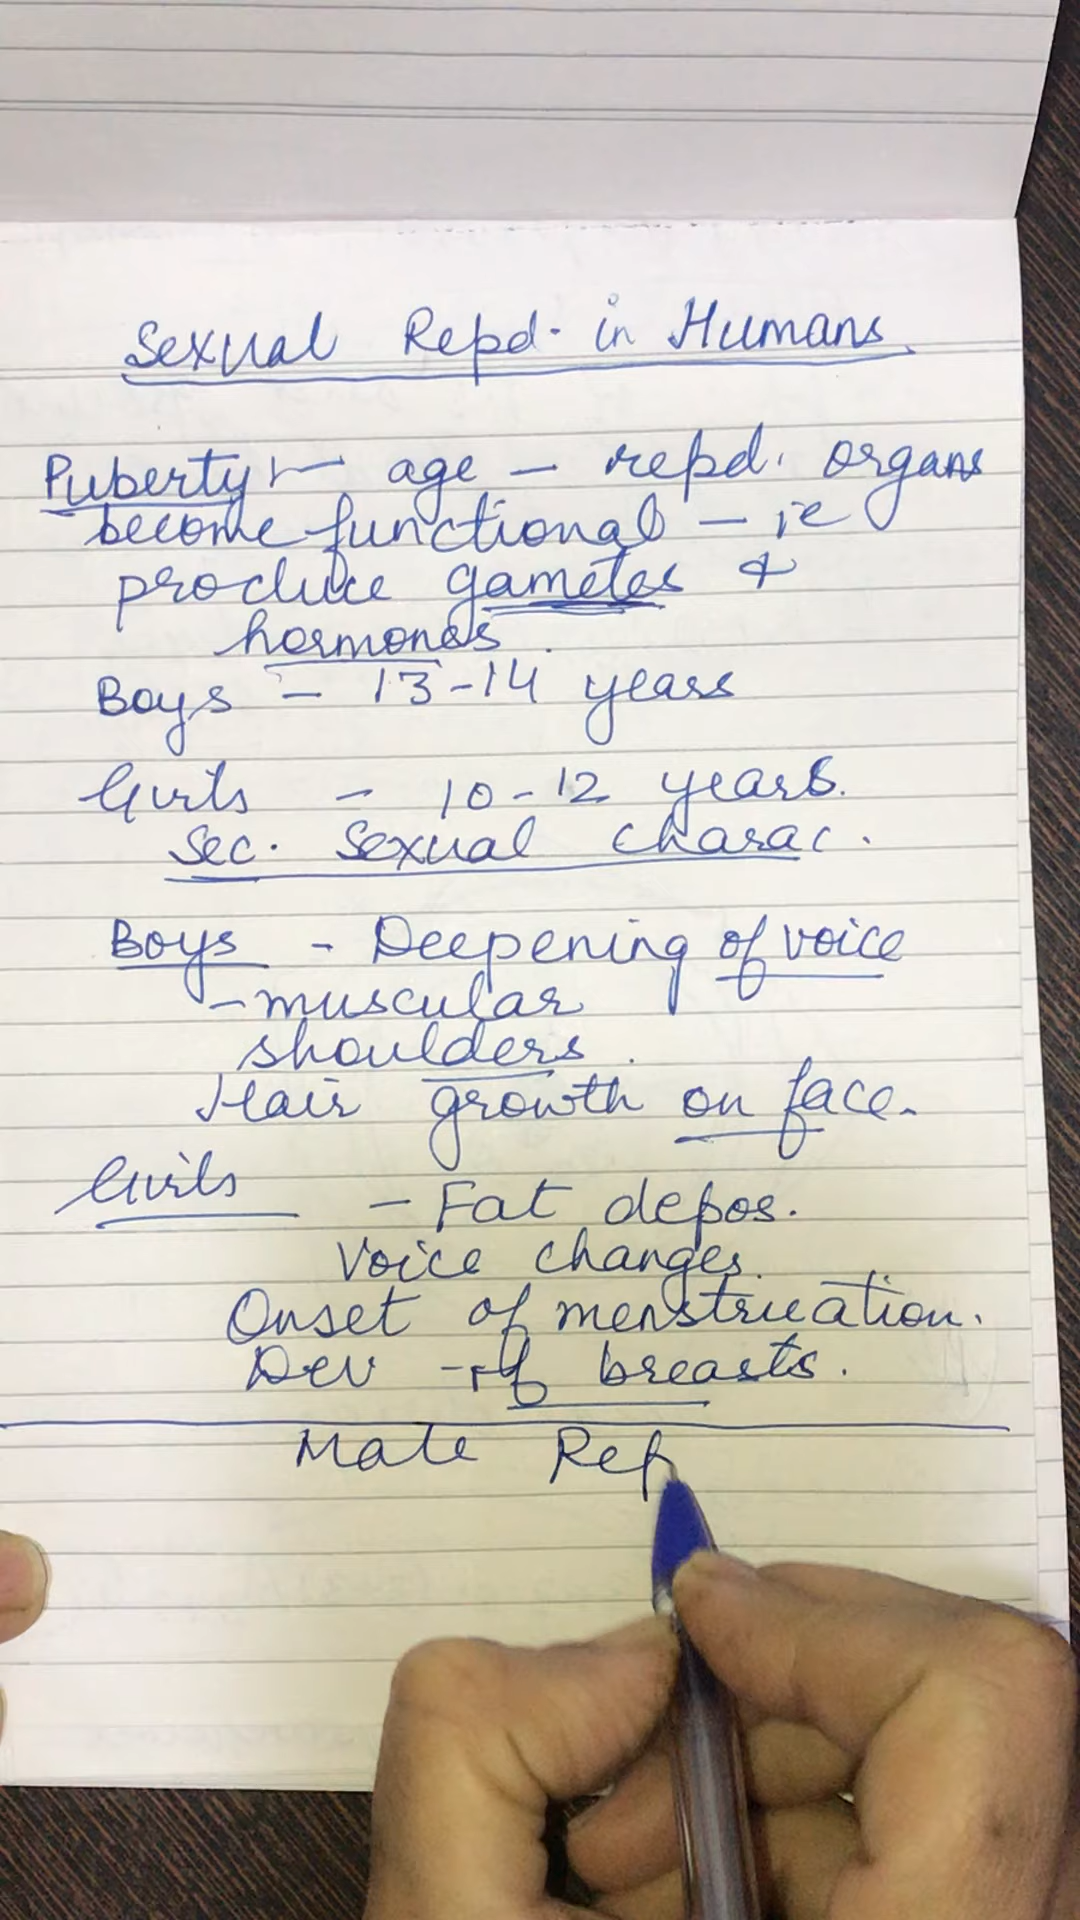 Sexual Repd. in Humans
Puberty - age - repd. organs
become functional - ie
produce gametes &
hormones.
Boys - 13-14 years
Girls - 10-12 years.
Sec. Sexual charac.
Boys - Deepening of voice
- muscular
shoulders.
Hair growth on face.
Girls - Fat depos.
Voice changes.
Onset of menstruation.
Dev - of breasts.
Male Rep